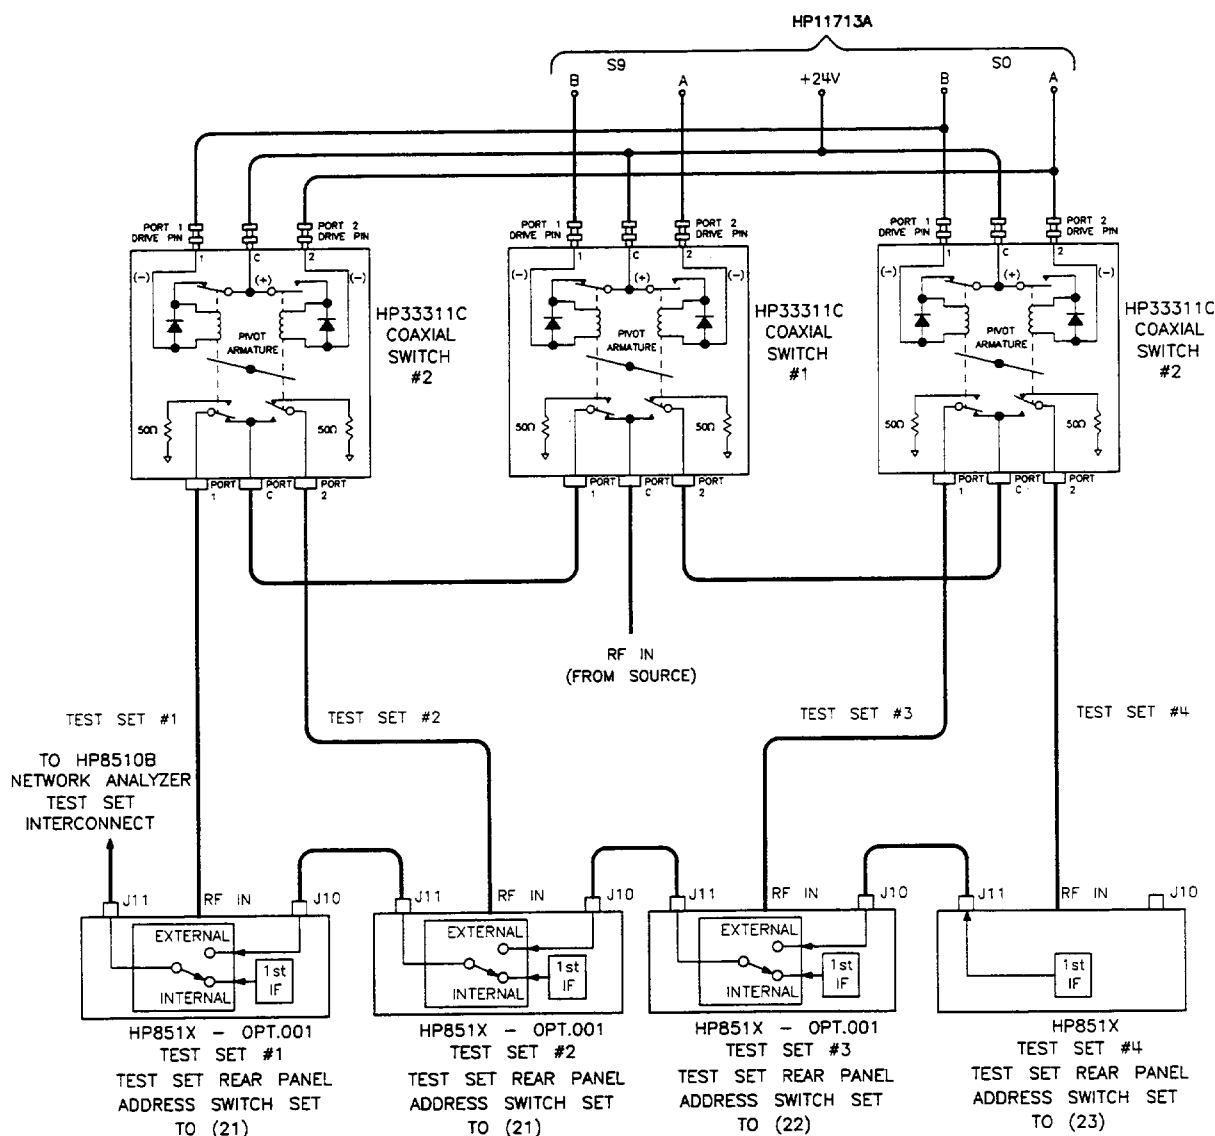 HP11713A
S9
S0
B
A
+24V
B
A
PORT 1
DRIVE PIN
PORT 2
DRIVE PIN
PORT 1
DRIVE PIN
PORT 2
DRIVE PIN
PORT 1
DRIVE PIN
PORT 2
DRIVE PIN
1
C
2
1
C
2
1
C
2
(-)
(+)
(-)
(-)
(+)
(-)
(-)
(+)
(-)
PIVOT
ARMATURE
PIVOT
ARMATURE
PIVOT
ARMATURE
HP33311C
COAXIAL
SWITCH
#2
HP33311C
COAXIAL
SWITCH
#1
HP33311C
COAXIAL
SWITCH
#2
50Ω
50Ω
50Ω
50Ω
50Ω
50Ω
PORT
1
PORT
C
PORT
2
PORT
1
PORT
C
PORT
2
PORT
1
PORT
C
PORT
2
RF IN
(FROM SOURCE)
TEST SET #1
TEST SET #2
TEST SET #3
TEST SET #4
TO HP8510B
NETWORK ANALYZER
TEST SET
INTERCONNECT
J11
RF IN
J10
J11
RF IN
J10
J11
RF IN
J10
J11
RF IN
J10
EXTERNAL
INTERNAL
1st
IF
EXTERNAL
INTERNAL
1st
IF
EXTERNAL
INTERNAL
1st
IF
1st
IF
HP851X - OPT.001
TEST SET #1
TEST SET REAR PANEL
ADDRESS SWITCH SET
TO (21)
HP851X - OPT.001
TEST SET #2
TEST SET REAR PANEL
ADDRESS SWITCH SET
TO (21)
HP851X - OPT.001
TEST SET #3
TEST SET REAR PANEL
ADDRESS SWITCH SET
TO (22)
HP851X
TEST SET #4
TEST SET REAR PANEL
ADDRESS SWITCH SET
TO (23)